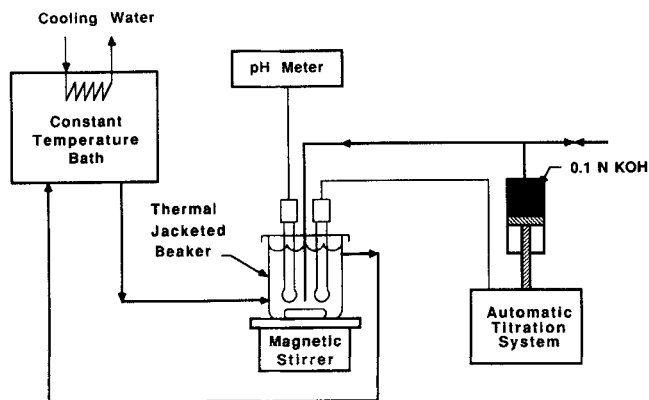 Cooling Water
pH Meter
Constant
Temperature
Bath
0.1 N KOH
Thermal
Jacketed
Beaker
Automatic
Titration
System
Magnetic
Stirrer